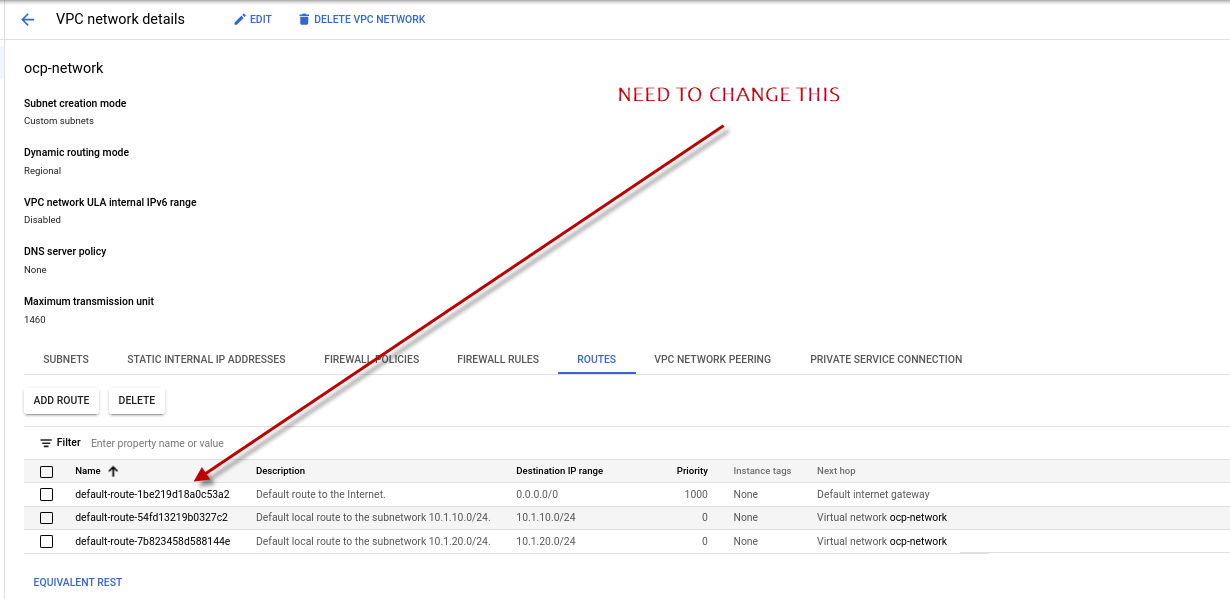 VPC network details EDIT DELETE VPC NETWORK
ocp-network
NEED TO CHANGE THIS
Subnet creation mode
Custom subnets
Dynamic routing mode
Regional
VPC network ULA internal IPv6 range
Disabled
DNS server policy
None
Maximum transmission unit
1460
SUBNETS STATIC INTERNAL IP ADDRESSES FIREWALL POLICIES FIREWALL RULES ROUTES VPC NETWORK PEERING PRIVATE SERVICE CONNECTION
ADD ROUTE DELETE
Filter Enter property name or value
Name Description Destination IP range Priority Instance tags Next hop
default-route-1be219d18a0c53a2 Default route to the Internet. 0.0.0.0/0 1000 None Default internet gateway
default-route-54fd13219b0327c2 Default local route to the subnetwork 10.1.10.0/24. 10.1.10.0/24 0 None Virtual network ocp-network
default-route-7b823458d588144e Default local route to the subnetwork 10.1.20.0/24. 10.1.20.0/24 0 None Virtual network ocp-network
EQUIVALENT REST